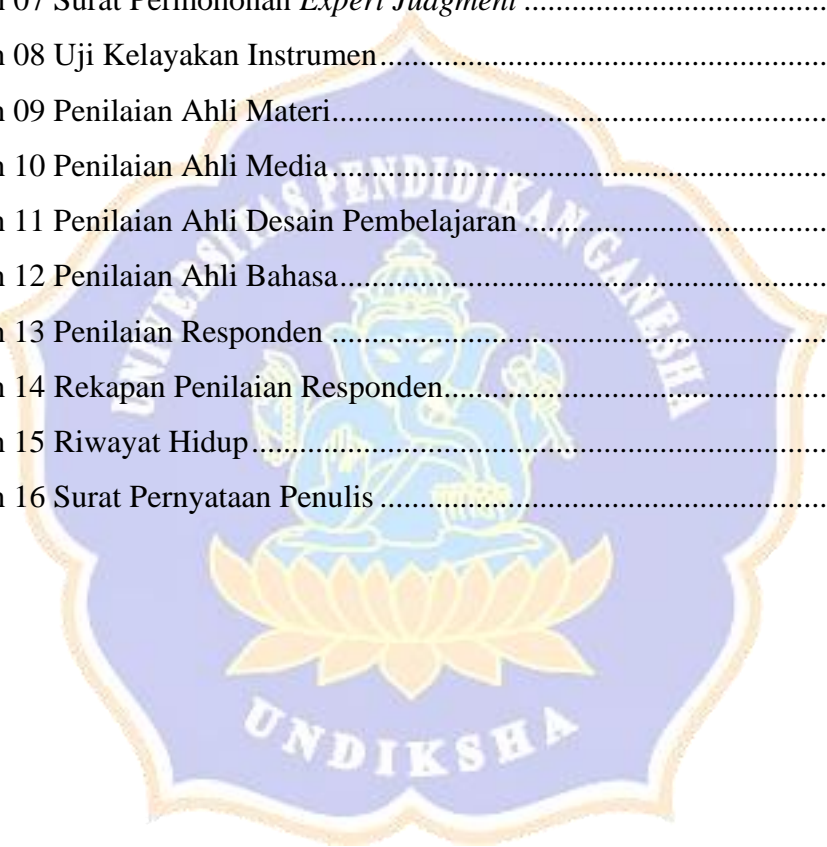 n 07 Surat Permohonan Expert Judgment ....................................
n 08 Uji Kelayakan Instrumen........................................................
n 09 Penilaian Ahli Materi..............................................................
n 10 Penilaian Ahli Media ..............................................................
n 11 Penilaian Ahli Desain Pembelajaran ......................................
n 12 Penilaian Ahli Bahasa.............................................................
n 13 Penilaian Responden ..............................................................
n 14 Rekapan Penilaian Responden................................................
n 15 Riwayat Hidup........................................................................
n 16 Surat Pernyataan Penulis ........................................................
UNIVERSITAS PENDIDIKAN GANESHA
UNDIKSHA